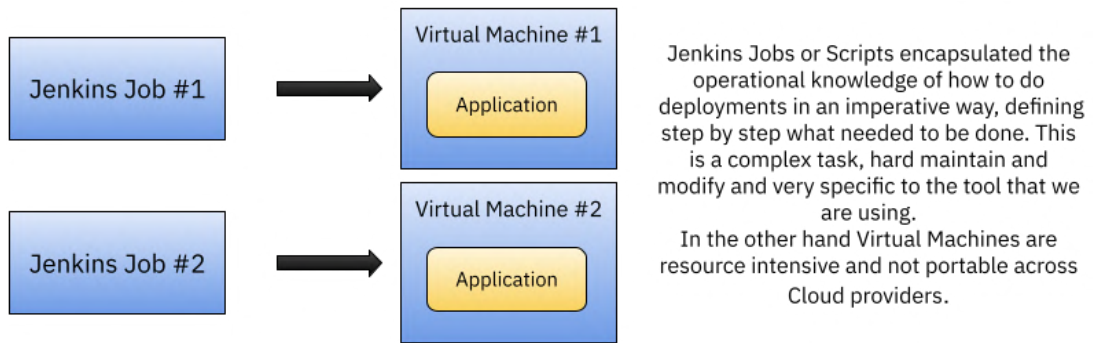 Jenkins Job #1
Virtual Machine #1
Application
Jenkins Job #2
Virtual Machine #2
Application
Jenkins Jobs or Scripts encapsulated the
operational knowledge of how to do
deployments in an imperative way, defining
step by step what needed to be done. This
is a complex task, hard maintain and
modify and very specific to the tool that we
are using.
In the other hand Virtual Machines are
resource intensive and not portable across
Cloud providers.